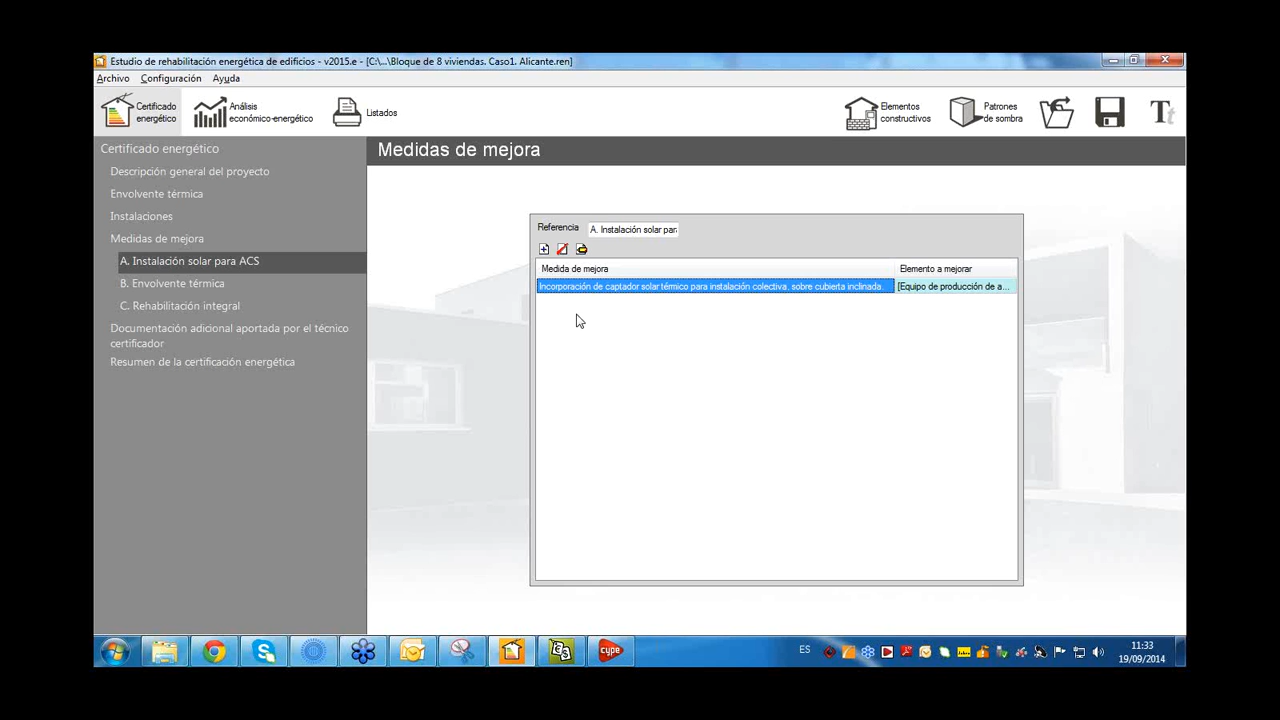 Estudio de rehabilitación energética de edificios - v2015.e - [C:\...\Bloque de 8 viviendas. Caso1. Alicante.ren]
Archivo Configuración Ayuda
Certificado energético
Análisis económico-energético
Listados
Elementos constructivos
Patrones de sombra
Tt
Certificado energético
Descripción general del proyecto
Envolvente térmica
Instalaciones
Medidas de mejora
A. Instalación solar para ACS
B. Envolvente térmica
C. Rehabilitación integral
Documentación adicional aportada por el técnico
certificador
Resumen de la certificación energética
Medidas de mejora
Referencia A. Instalación solar par
Medida de mejora Elemento a mejorar
Incorporación de captador solar térmico para instalación colectiva, sobre cubierta inclinada. [Equipo de producción de a...
cype
ES
11:33
19/09/2014